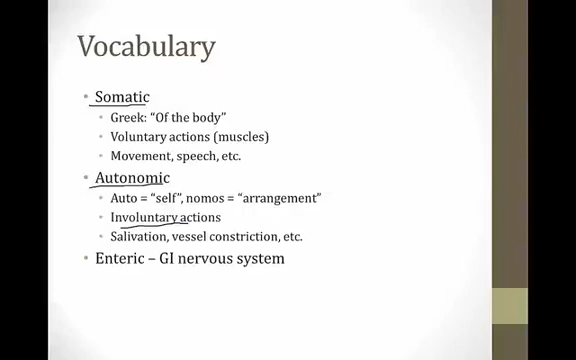 Vocabulary
• Somatic
• Greek: “Of the body”
• Voluntary actions (muscles)
• Movement, speech, etc.
• Autonomic
• Auto = “self”, nomos = “arrangement”
• Involuntary actions
• Salivation, vessel constriction, etc.
• Enteric – GI nervous system